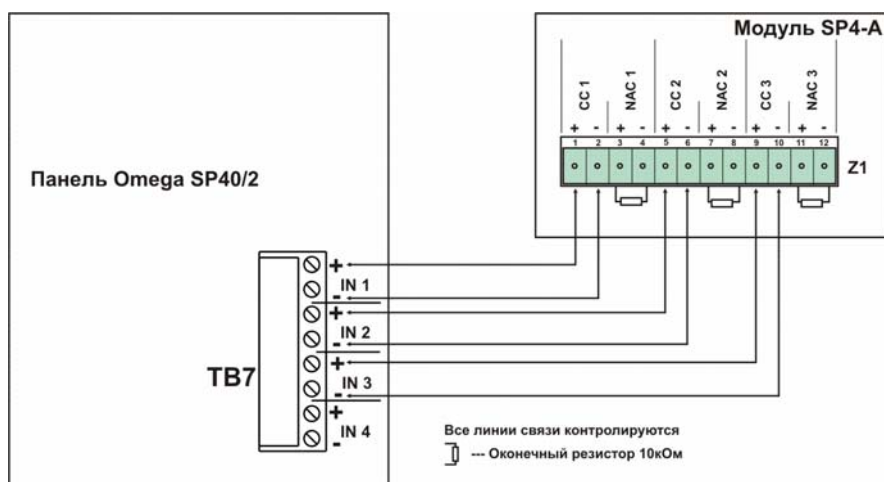 Модуль SP4-A
CC 1
NAC 1
CC 2
NAC 2
CC 3
NAC 3
+ - + - + - + - + - + -
1 2 3 4 5 6 7 8 9 10 11 12
Z1
Панель Omega SP40/2
+
IN 1
-
+
IN 2
-
+
TB7
IN 3
-
+
IN 4
-
Все линии связи контролируются
--- Оконечный резистор 10кОм